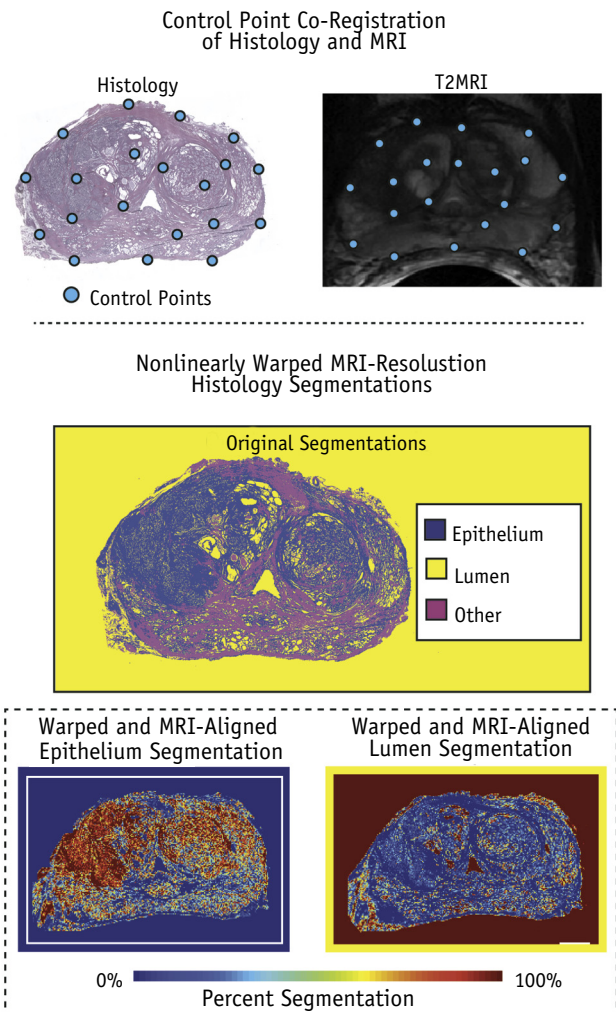 Control Point Co-Registration
of Histology and MRI
Histology
T2MRI
Control Points
Nonlinearly Warped MRI-Resolustion
Histology Segmentations
Original Segmentations
Epithelium
Lumen
Other
Warped and MRI-Aligned
Epithelium Segmentation
Warped and MRI-Aligned
Lumen Segmentation
0%
100%
Percent Segmentation